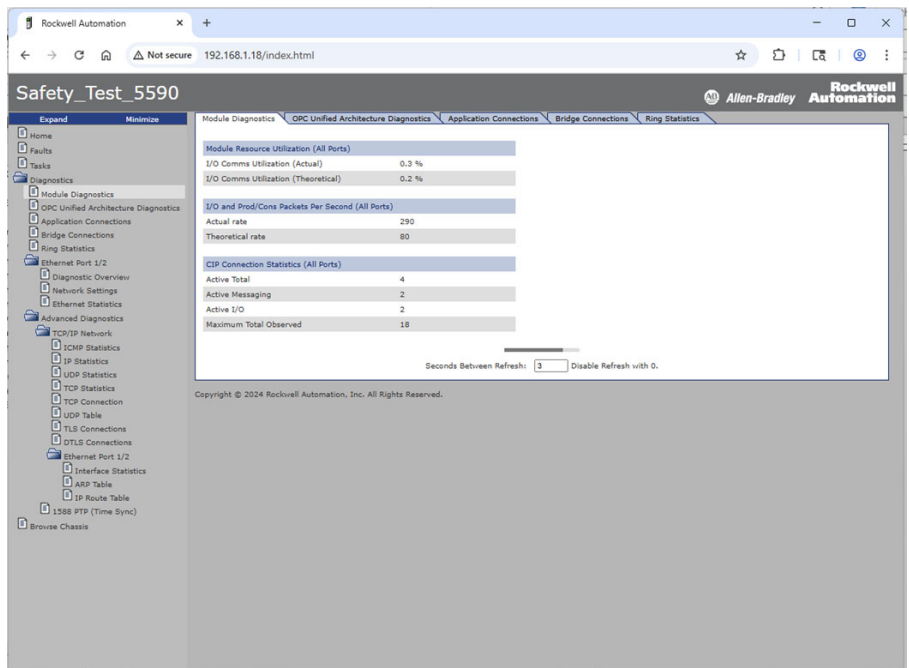 Rockwell Automation
Not secure 192.168.1.18/index.html
Safety_Test_5590
AB Allen-Bradley
Rockwell
Automation
Expand Minimize
Home
Faults
Tasks
Diagnostics
Module Diagnostics
OPC Unified Architecture Diagnostics
Application Connections
Bridge Connections
Ring Statistics
Ethernet Port 1/2
Diagnostic Overview
Network Settings
Ethernet Statistics
Advanced Diagnostics
TCP/IP Network
ICMP Statistics
IP Statistics
UDP Statistics
TCP Statistics
TCP Connection
UDP Table
TLS Connections
DTLS Connections
Ethernet Port 1/2
Interface Statistics
ARP Table
IP Route Table
1588 PTP (Time Sync)
Browse Chassis
Module Diagnostics OPC Unified Architecture Diagnostics Application Connections Bridge Connections Ring Statistics
Module Resource Utilization (All Ports)
I/O Comms Utilization (Actual) 0.3 %
I/O Comms Utilization (Theoretical) 0.2 %
I/O and Prod/Cons Packets Per Second (All Ports)
Actual rate 290
Theoretical rate 80
CIP Connection Statistics (All Ports)
Active Total 4
Active Messaging 2
Active I/O 2
Maximum Total Observed 18
Seconds Between Refresh: 3 Disable Refresh with 0.
Copyright © 2024 Rockwell Automation, Inc. All Rights Reserved.